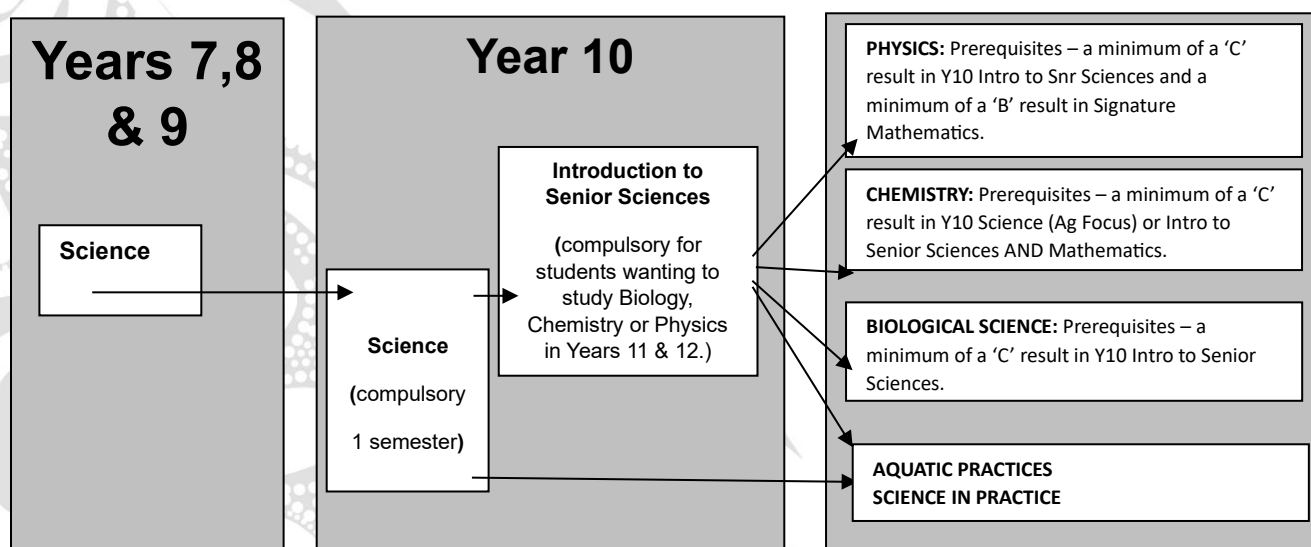 Years 7,8
& 9
Science
Year 10
Science
(compulsory
1 semester)
Introduction to
Senior Sciences
(compulsory for
students wanting to
study Biology,
Chemistry or Physics
in Years 11 & 12.)
PHYSICS: Prerequisites – a minimum of a ‘C’
result in Y10 Intro to Snr Sciences and a
minimum of a ‘B’ result in Signature
Mathematics.
CHEMISTRY: Prerequisites – a minimum of a ‘C’
result in Y10 Science (Ag Focus) or Intro to
Senior Sciences AND Mathematics.
BIOLOGICAL SCIENCE: Prerequisites – a
minimum of a ‘C’ result in Y10 Intro to Senior
Sciences.
AQUATIC PRACTICES
SCIENCE IN PRACTICE